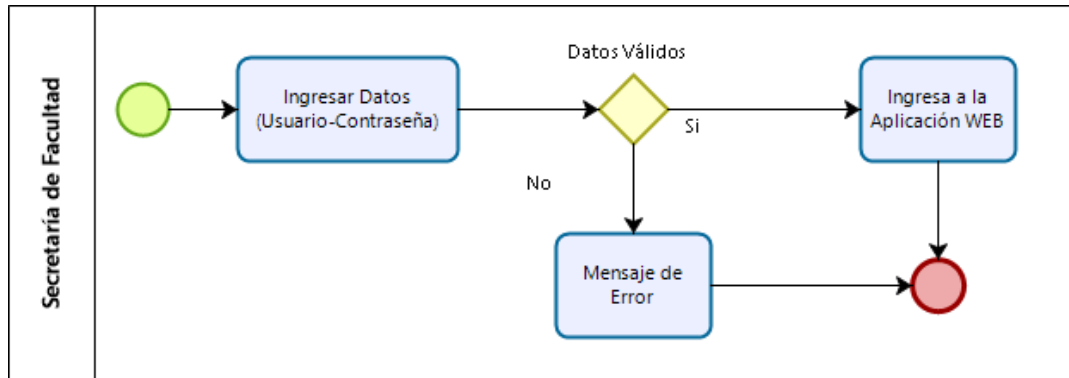 Secretaría de Facultad
Ingresar Datos
(Usuario-Contraseña)
Datos Válidos
Si
Ingresa a la
Aplicación WEB
No
Mensaje de
Error